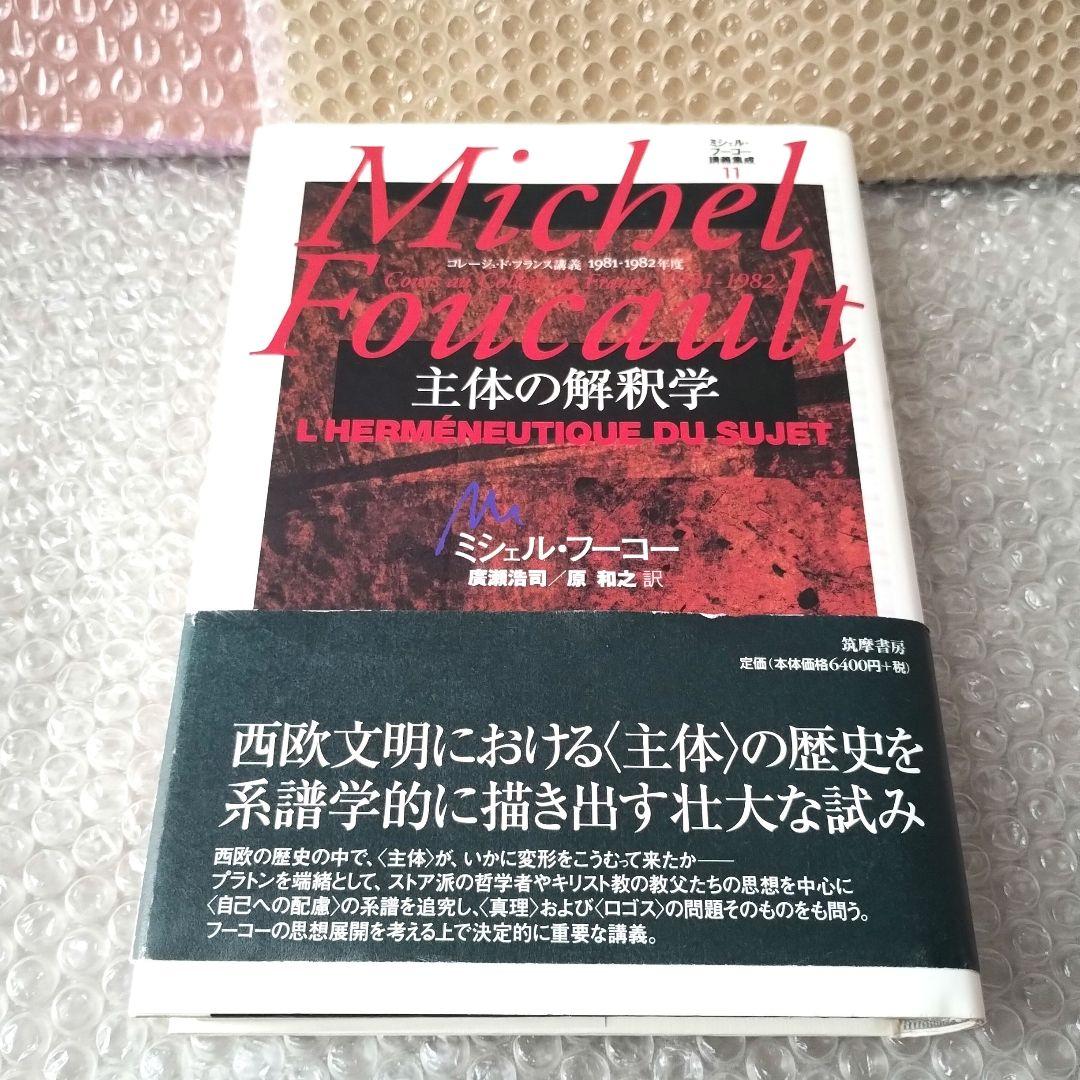 ミシェル・
フーコー
講義集成
11
Michel
コレージュ・ド・フランス講義 1981-1982年度
Cours au Collège de France 1981-1982
Foucault
主体の解釈学
L'HERMÉNEUTIQUE DU SUJET
ミシェル・フーコー
廣瀬浩司／原 和之 訳
筑摩書房
定価（本体価格6400円+税）
西欧文明における〈主体〉の歴史を
系譜学的に描き出す壮大な試み
西欧の歴史の中で、〈主体〉が、いかに変形をこうむって来たか――
プラトンを端緒として、ストア派の哲学者やキリスト教の教父たちの思想を中心に
〈自己への配慮〉の系譜を追究し、〈真理〉および〈ロゴス〉の問題そのものをも問う。
フーコーの思想展開を考える上で決定的に重要な講義。